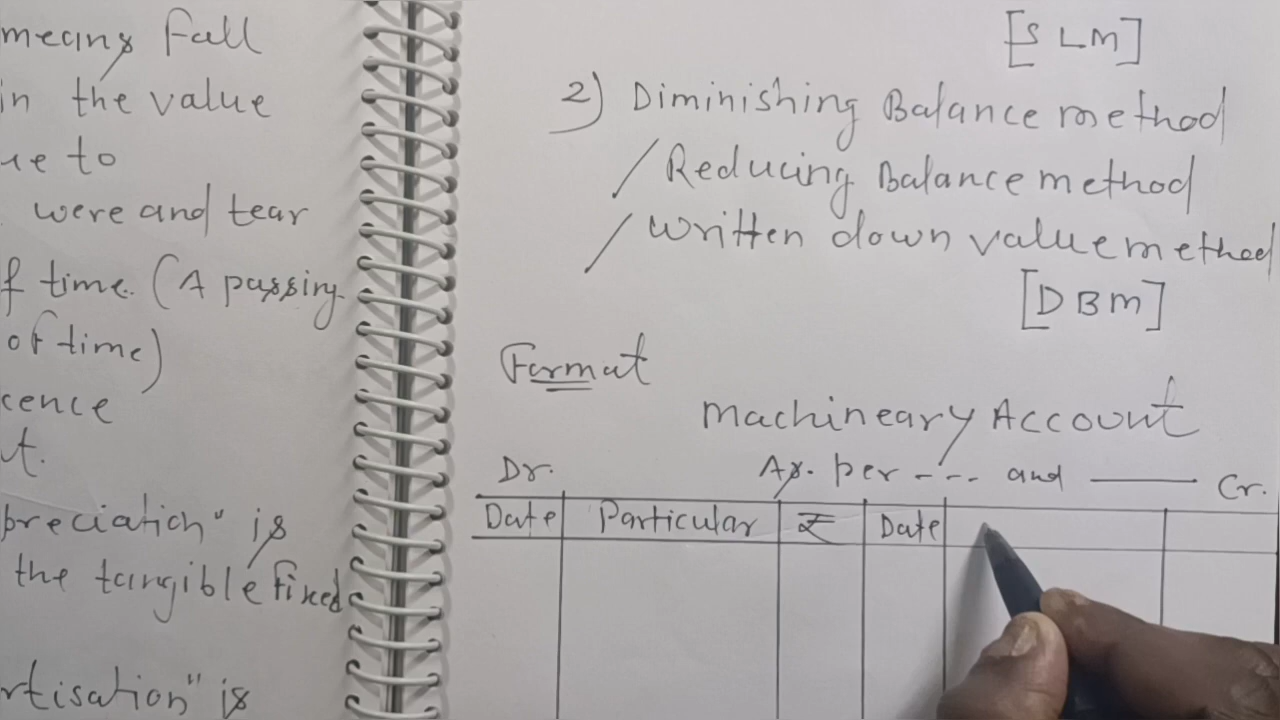 means fall
in the value
ue to
were and tear
f time. (A passing
of time)
cence
t.
preciation" is
the tangible fixed
rtisation" is
[SLM]
2) Diminishing Balance method
/ Reducing Balance method
/ Written down value method
[DBM]
Format
Machineary Account
Dr. As. per --- and —— Cr.
Date Particular ₹ Date